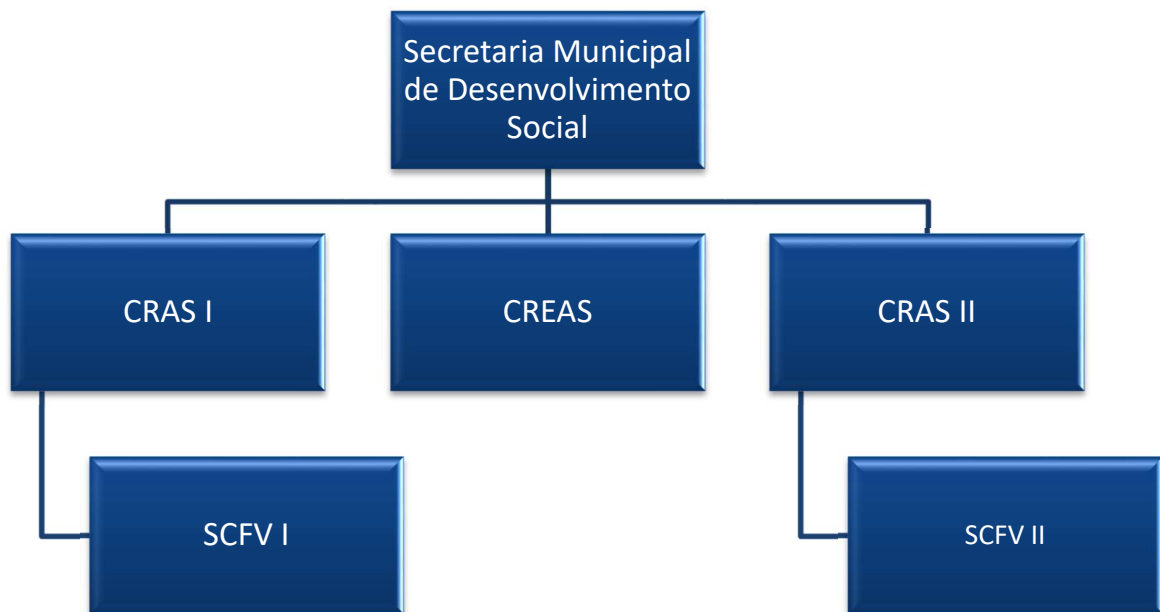 Secretaria Municipal
de Desenvolvimento
Social
CRAS I
CREAS
CRAS II
SCFV I
SCFV II